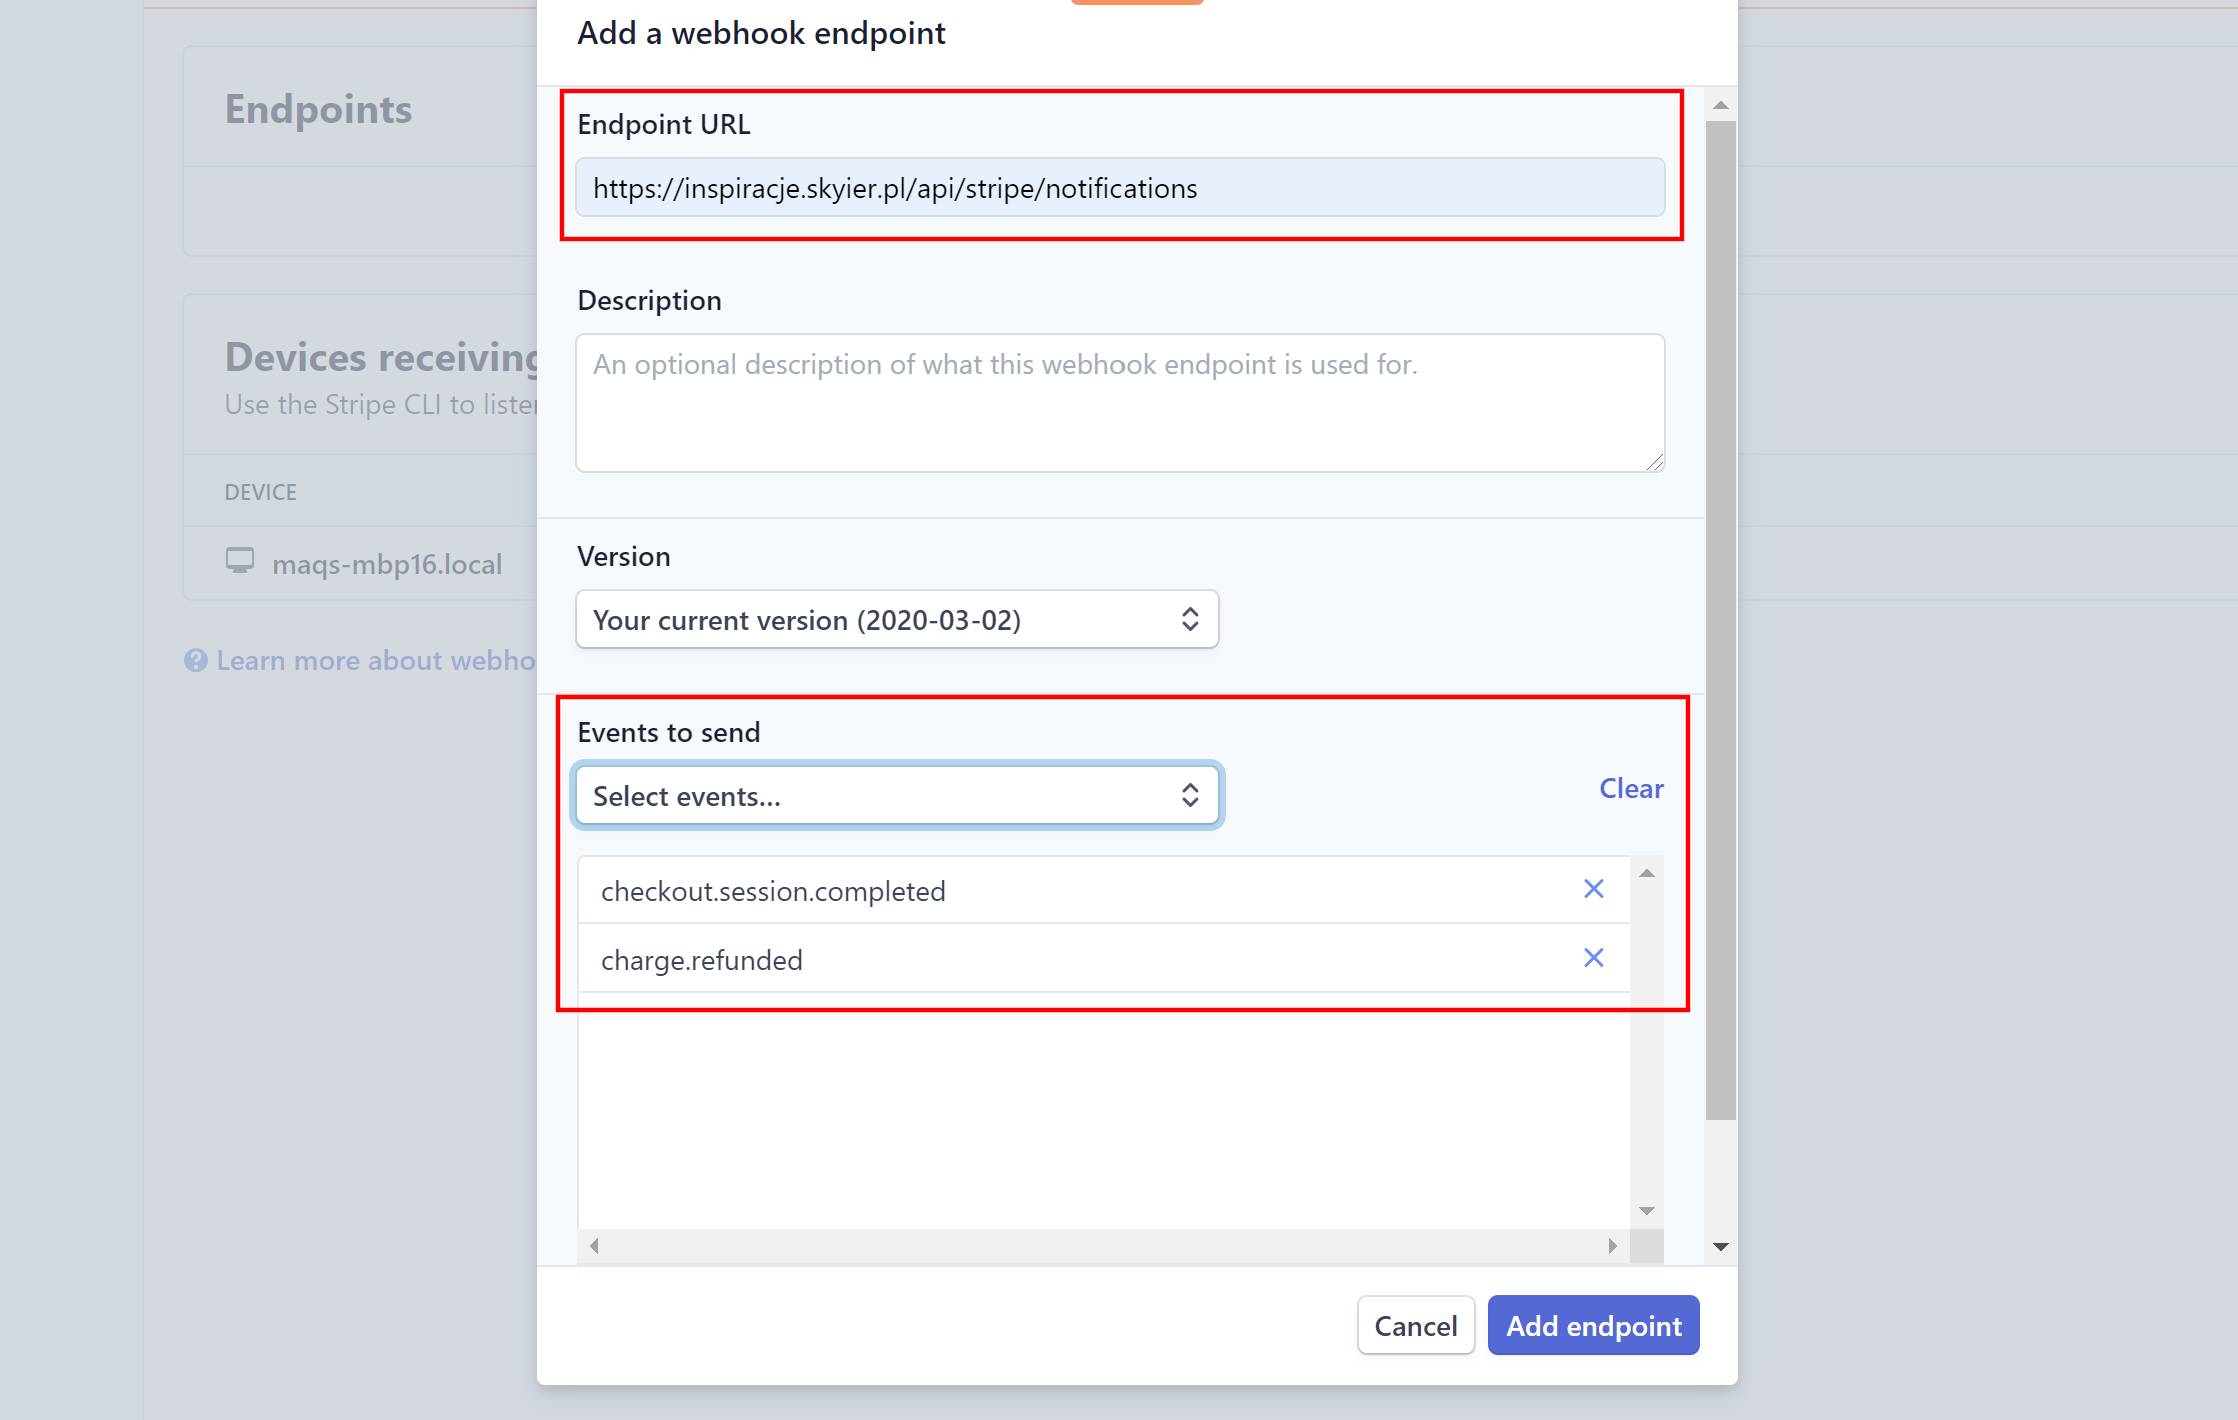 Add a webhook endpoint
Endpoints
Endpoint URL
https://inspiracje.skyier.pl/api/stripe/notifications
Description
An optional description of what this webhook endpoint is used for.
Devices receiving
Use the Stripe CLI to listen
DEVICE
maqs-mbp16.local
Learn more about webho
Version
Your current version (2020-03-02)
Events to send
Select events...
Clear
checkout.session.completed
charge.refunded
Cancel
Add endpoint